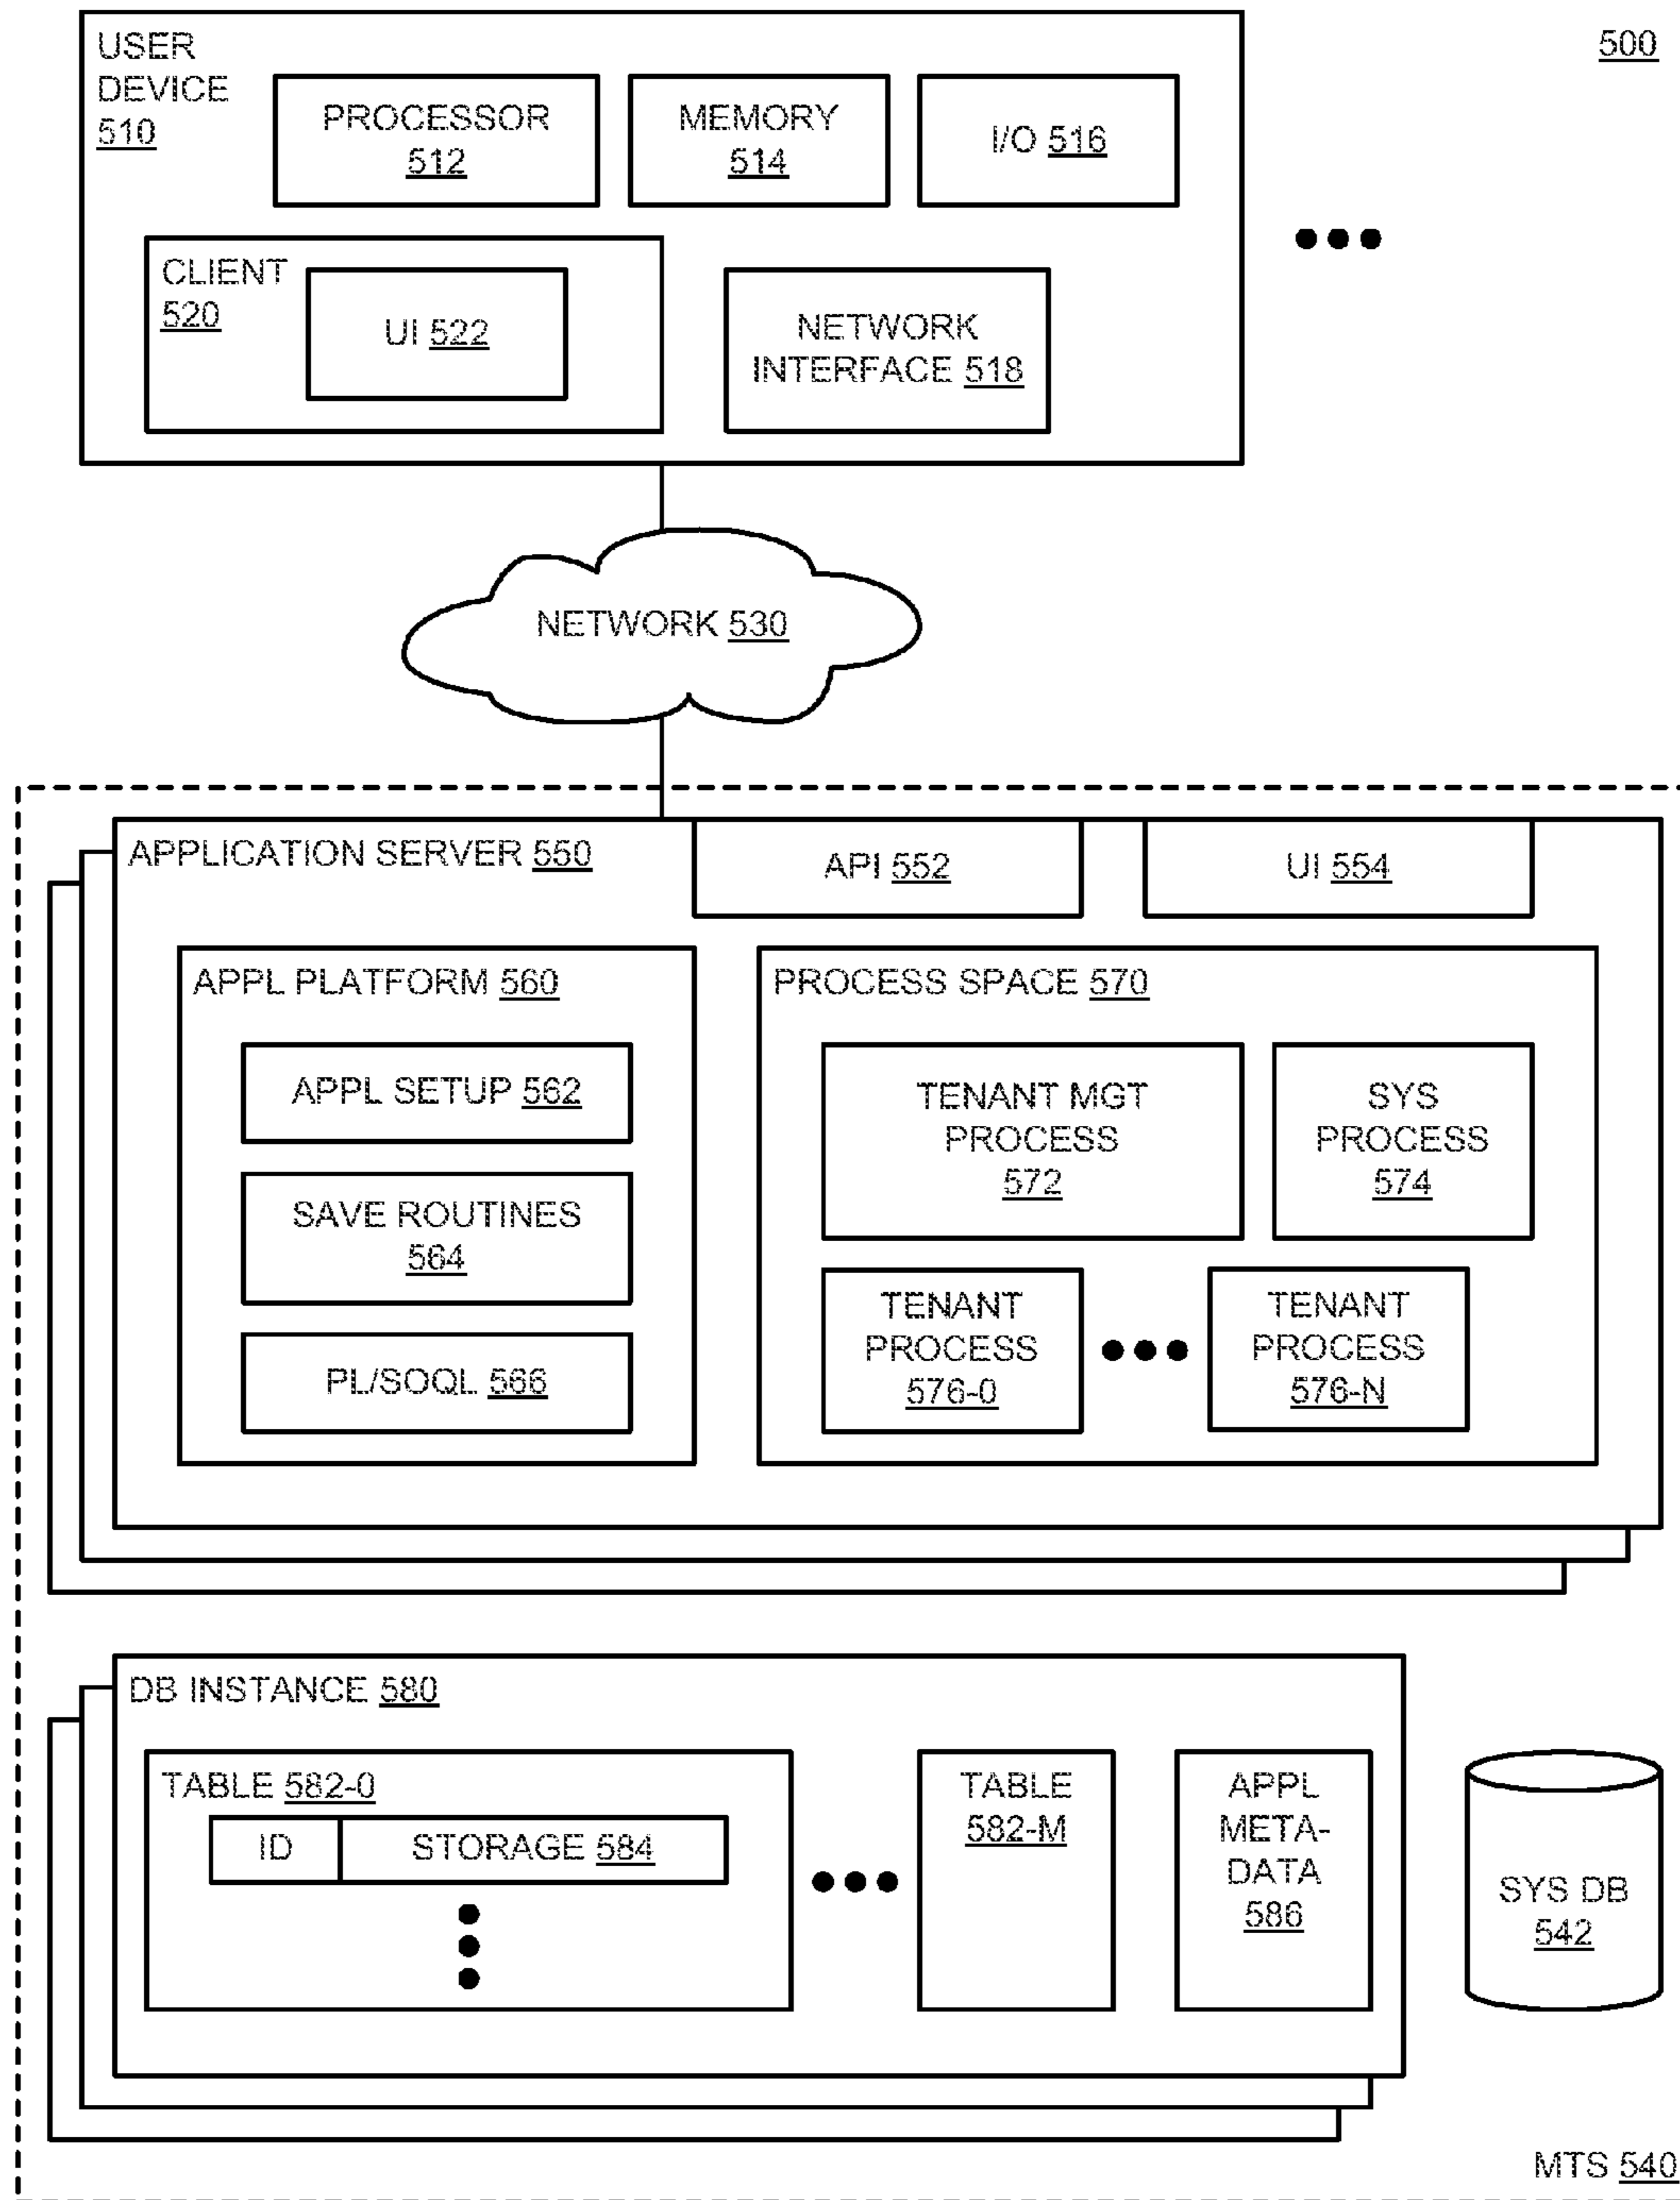 500
USER
DEVICE
510
PROCESSOR
512
MEMORY
514
I/O 516
CLIENT
520
UI 522
NETWORK
INTERFACE 518
NETWORK 530
APPLICATION SERVER 550
API 552
UI 554
APPL PLATFORM 560
APPL SETUP 562
SAVE ROUTINES
564
PL/SOQL 566
PROCESS SPACE 570
TENANT MGT
PROCESS
572
SYS
PROCESS
574
TENANT
PROCESS
576-0
TENANT
PROCESS
576-N
DB INSTANCE 580
TABLE 582-0
ID
STORAGE 584
TABLE
582-M
APPL
META-
DATA
586
SYS DB
542
MTS 540